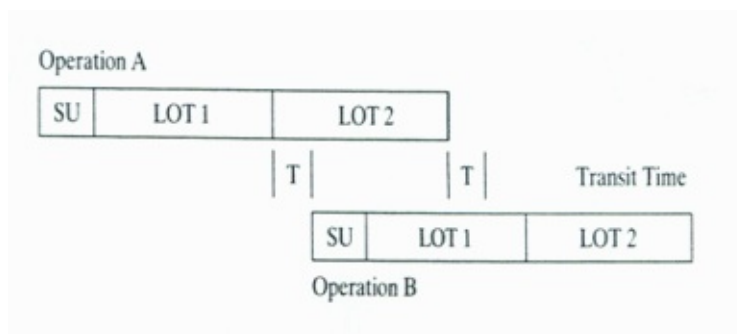 Operation A
SU LOT 1 LOT 2
T T Transit Time
SU LOT 1 LOT 2
Operation B